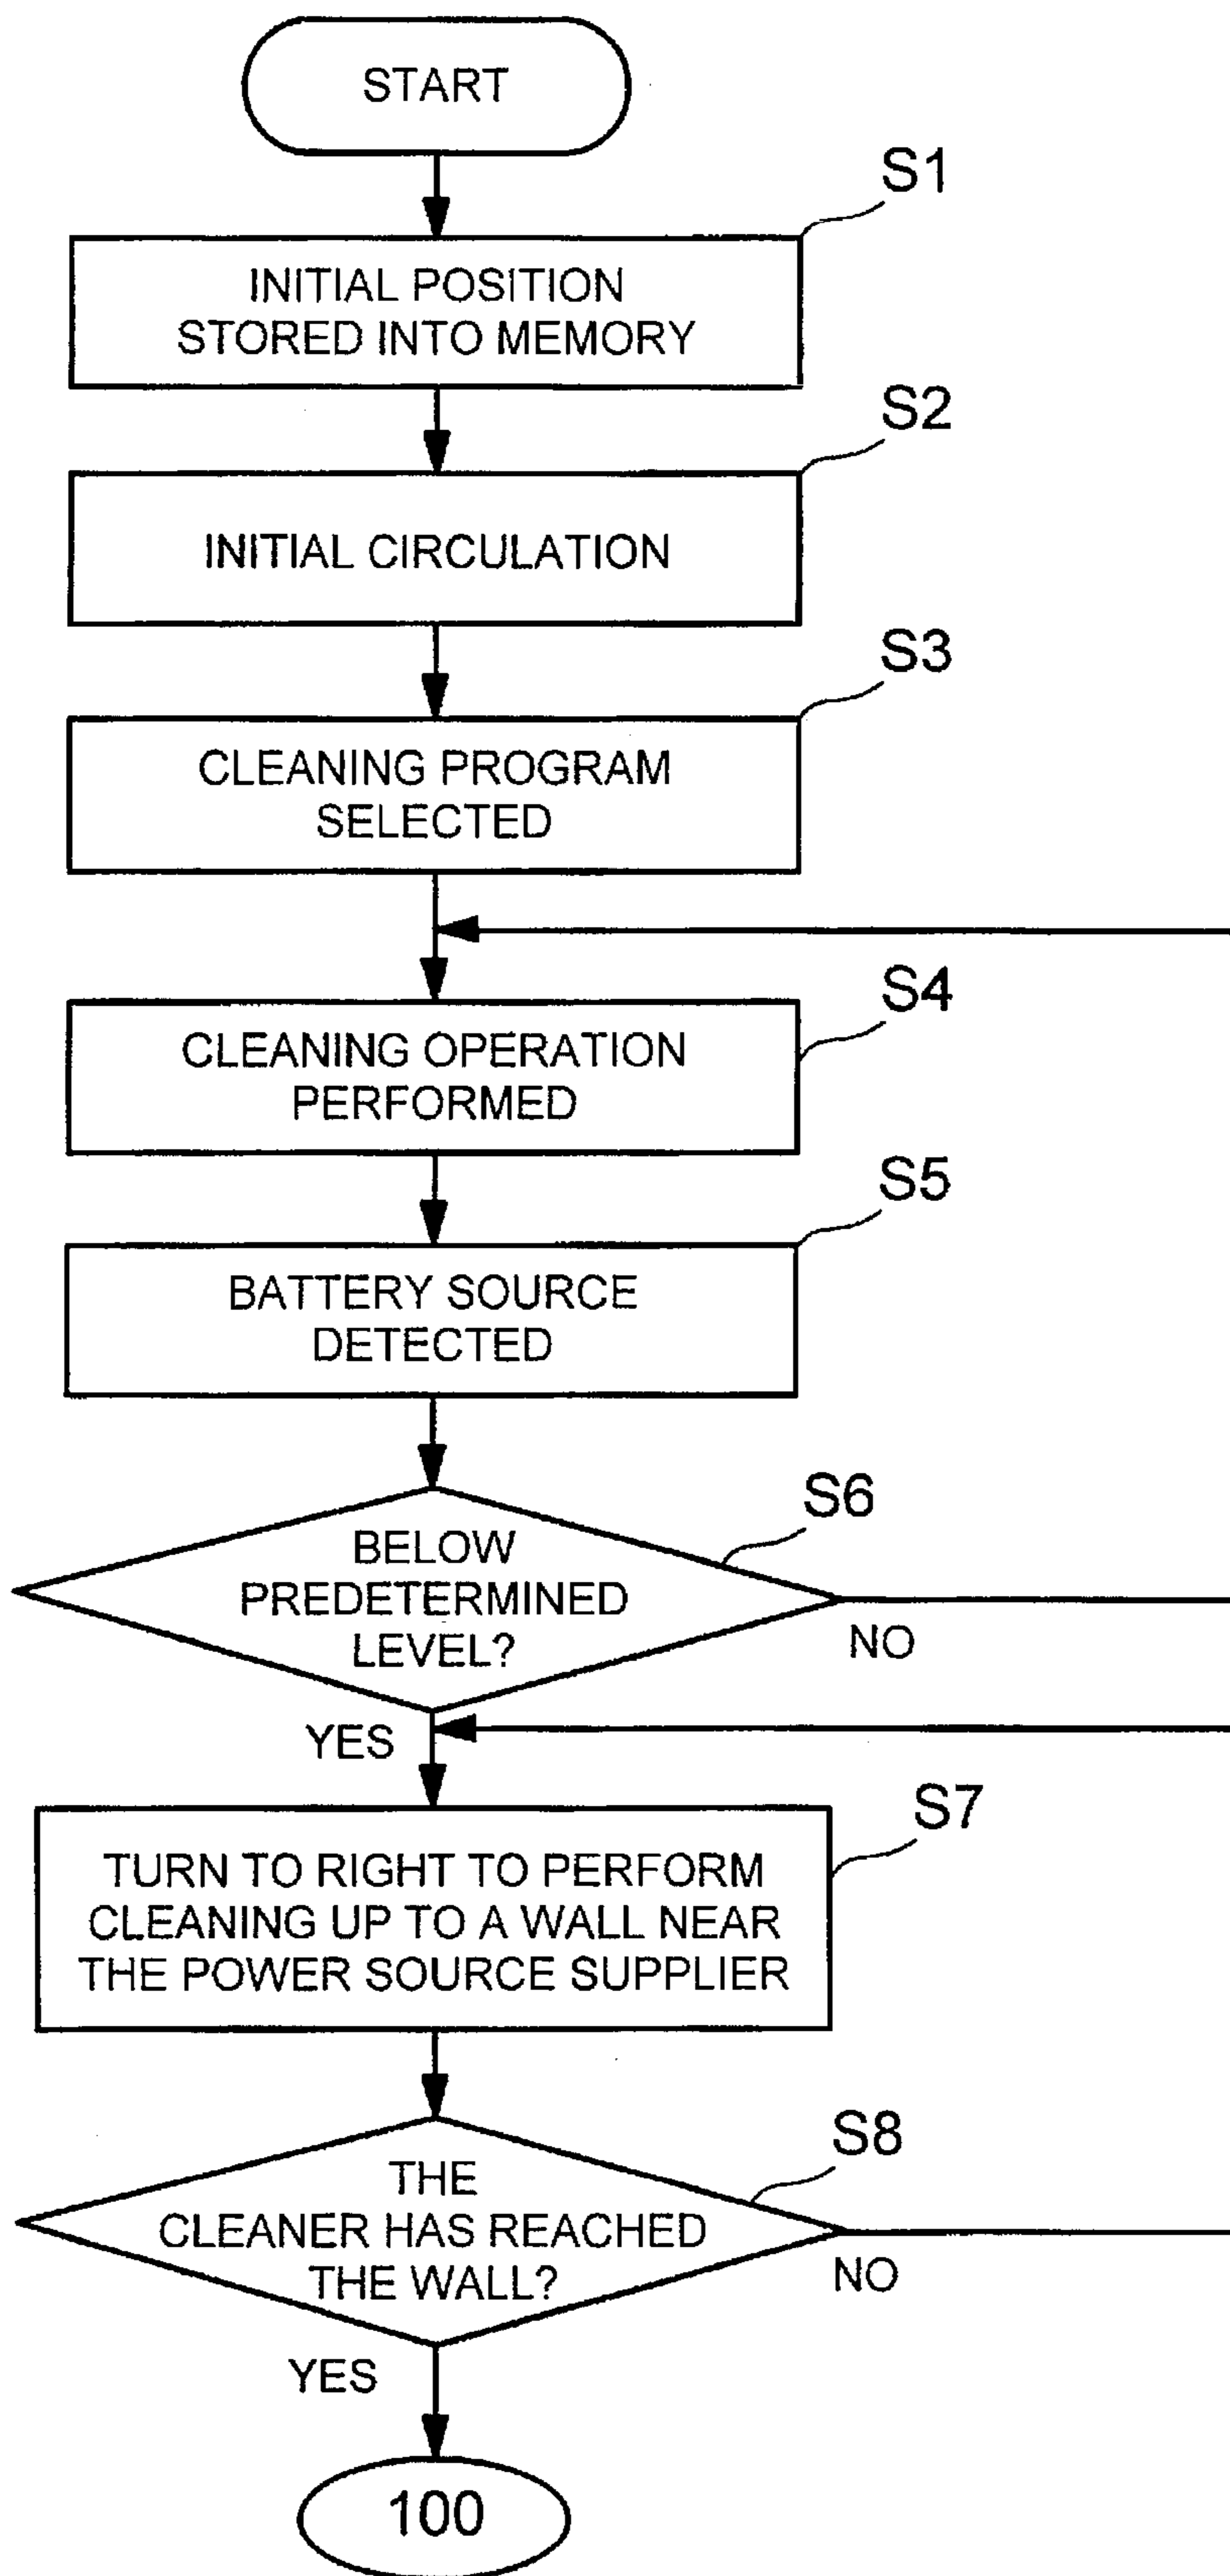 START
S1
INITIAL POSITION
STORED INTO MEMORY
S2
INITIAL CIRCULATION
S3
CLEANING PROGRAM
SELECTED
S4
CLEANING OPERATION
PERFORMED
S5
BATTERY SOURCE
DETECTED
S6
BELOW
PREDETERMINED
LEVEL?
NO
YES
S7
TURN TO RIGHT TO PERFORM
CLEANING UP TO A WALL NEAR
THE POWER SOURCE SUPPLIER
S8
THE
CLEANER HAS REACHED
THE WALL?
NO
YES
100